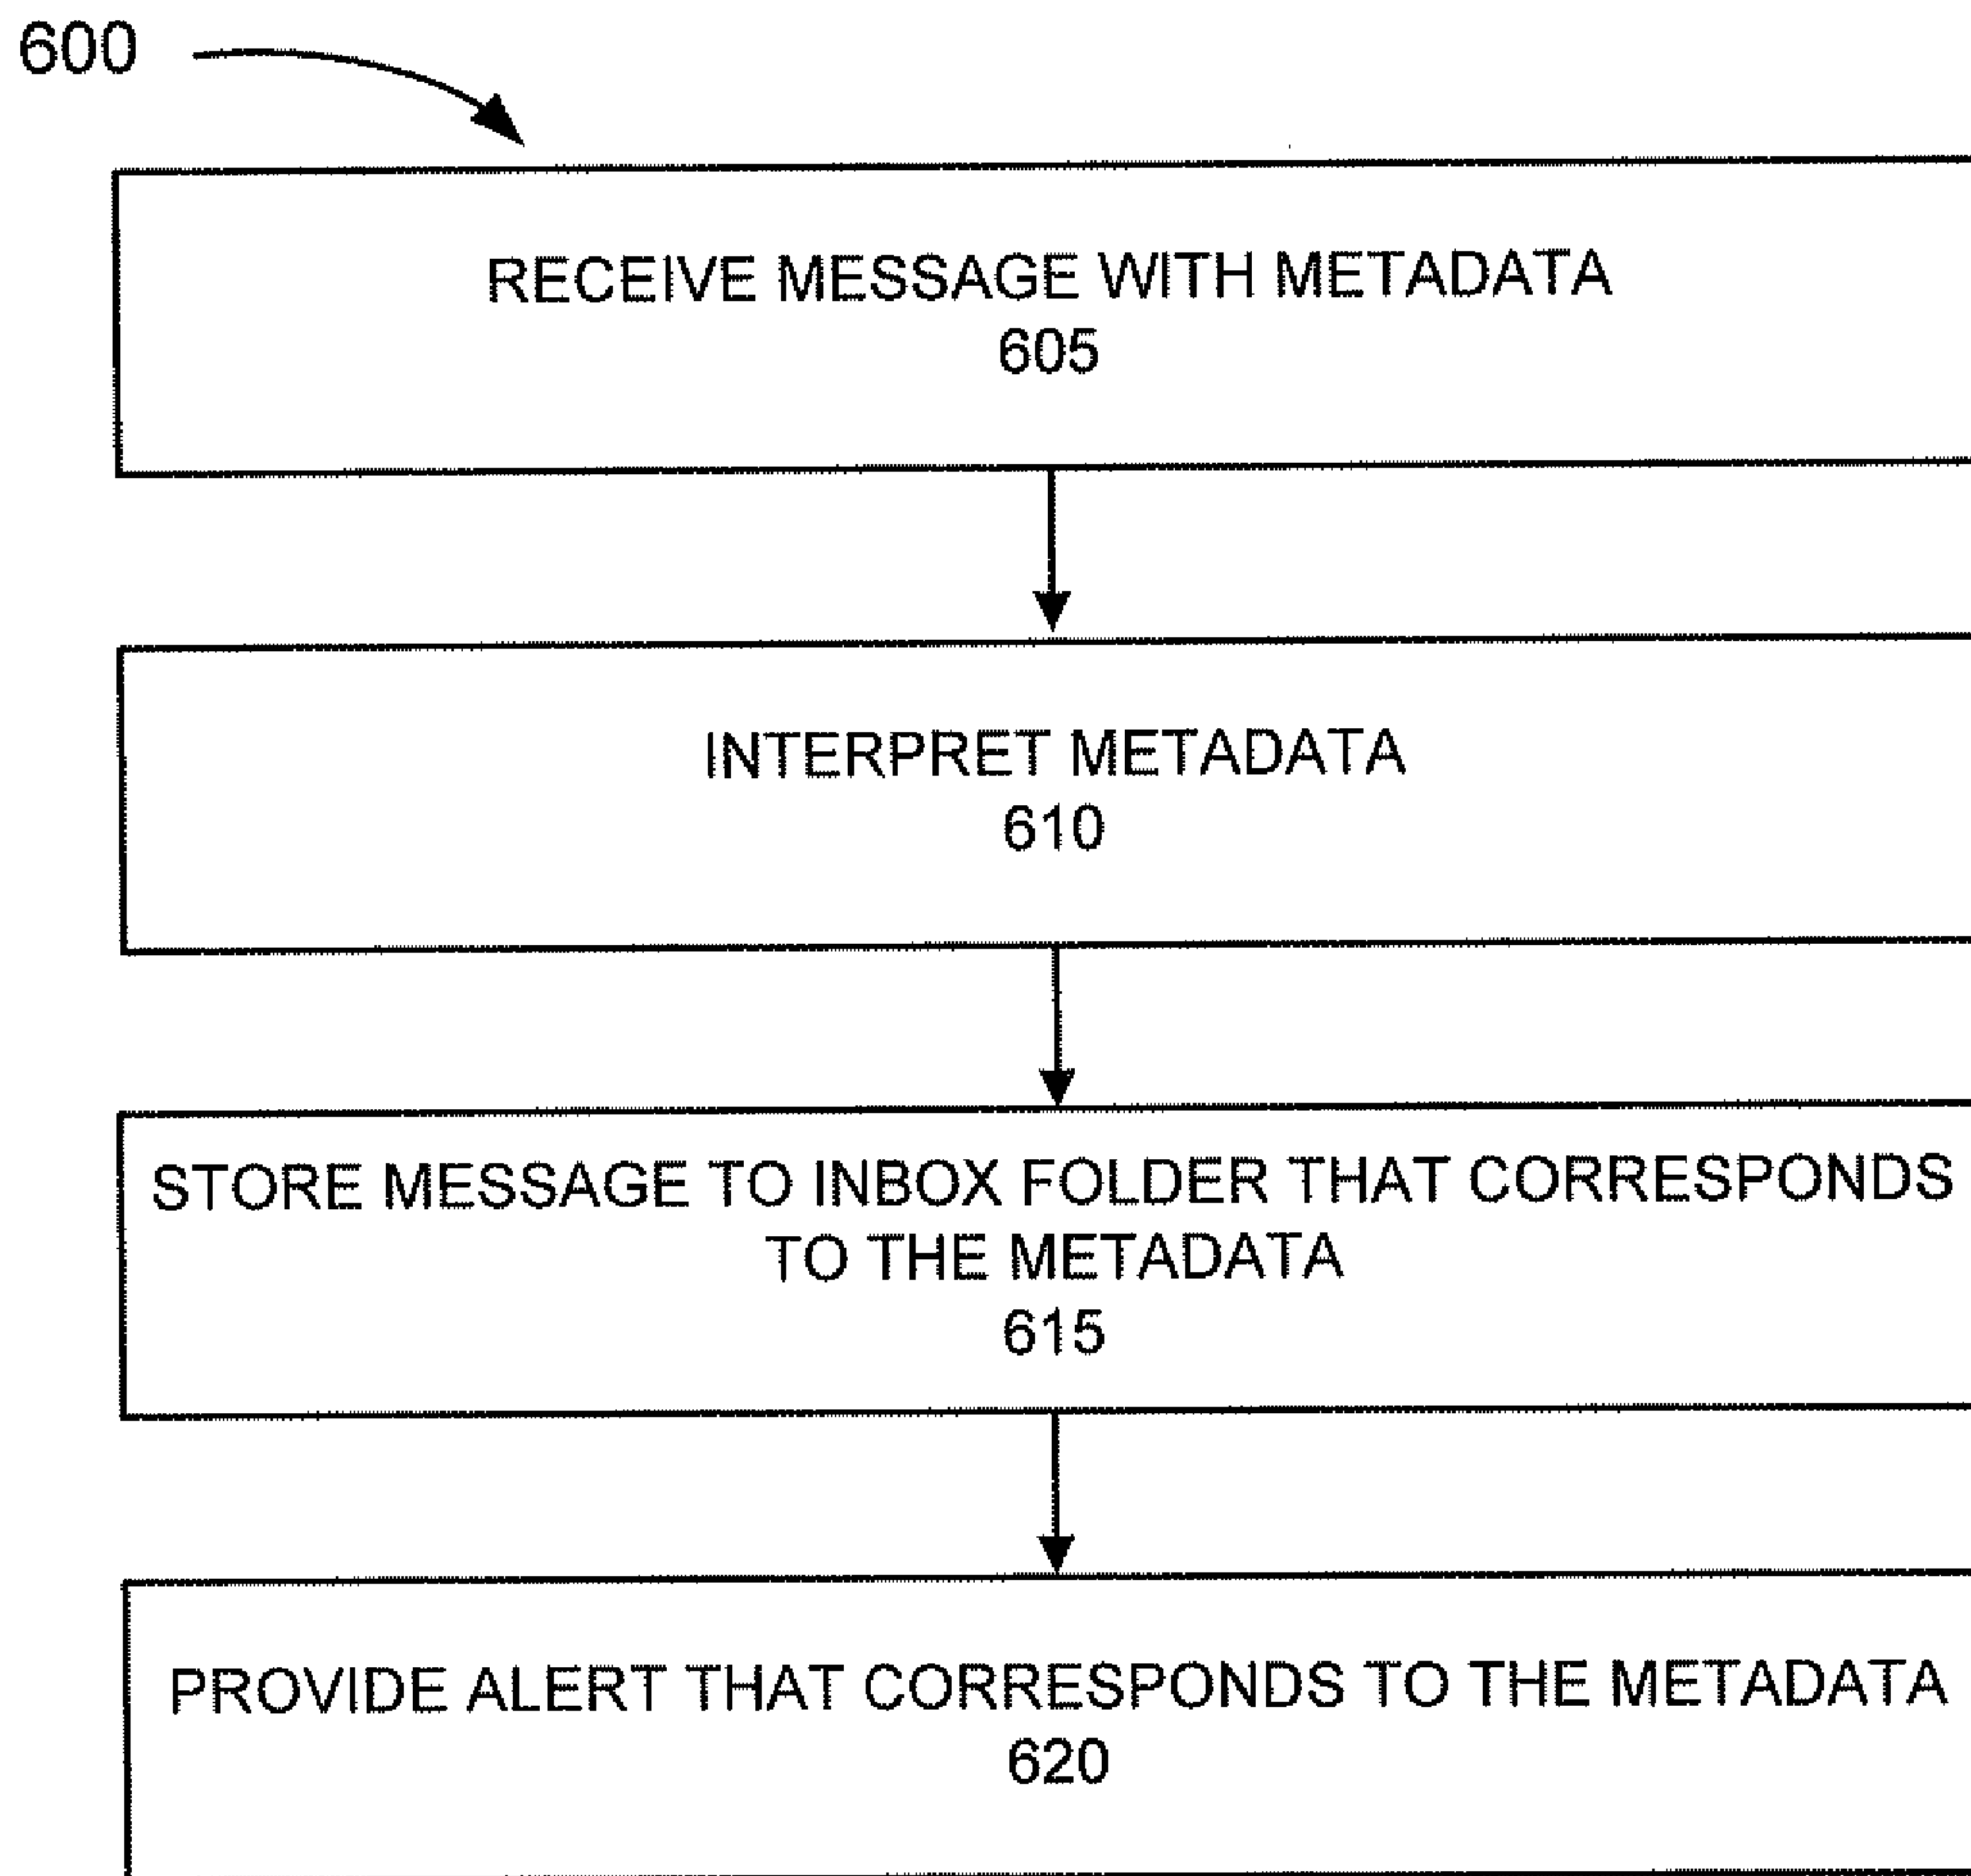 600
RECEIVE MESSAGE WITH METADATA
605
INTERPRET METADATA
610
STORE MESSAGE TO INBOX FOLDER THAT CORRESPONDS
TO THE METADATA
615
PROVIDE ALERT THAT CORRESPONDS TO THE METADATA
620